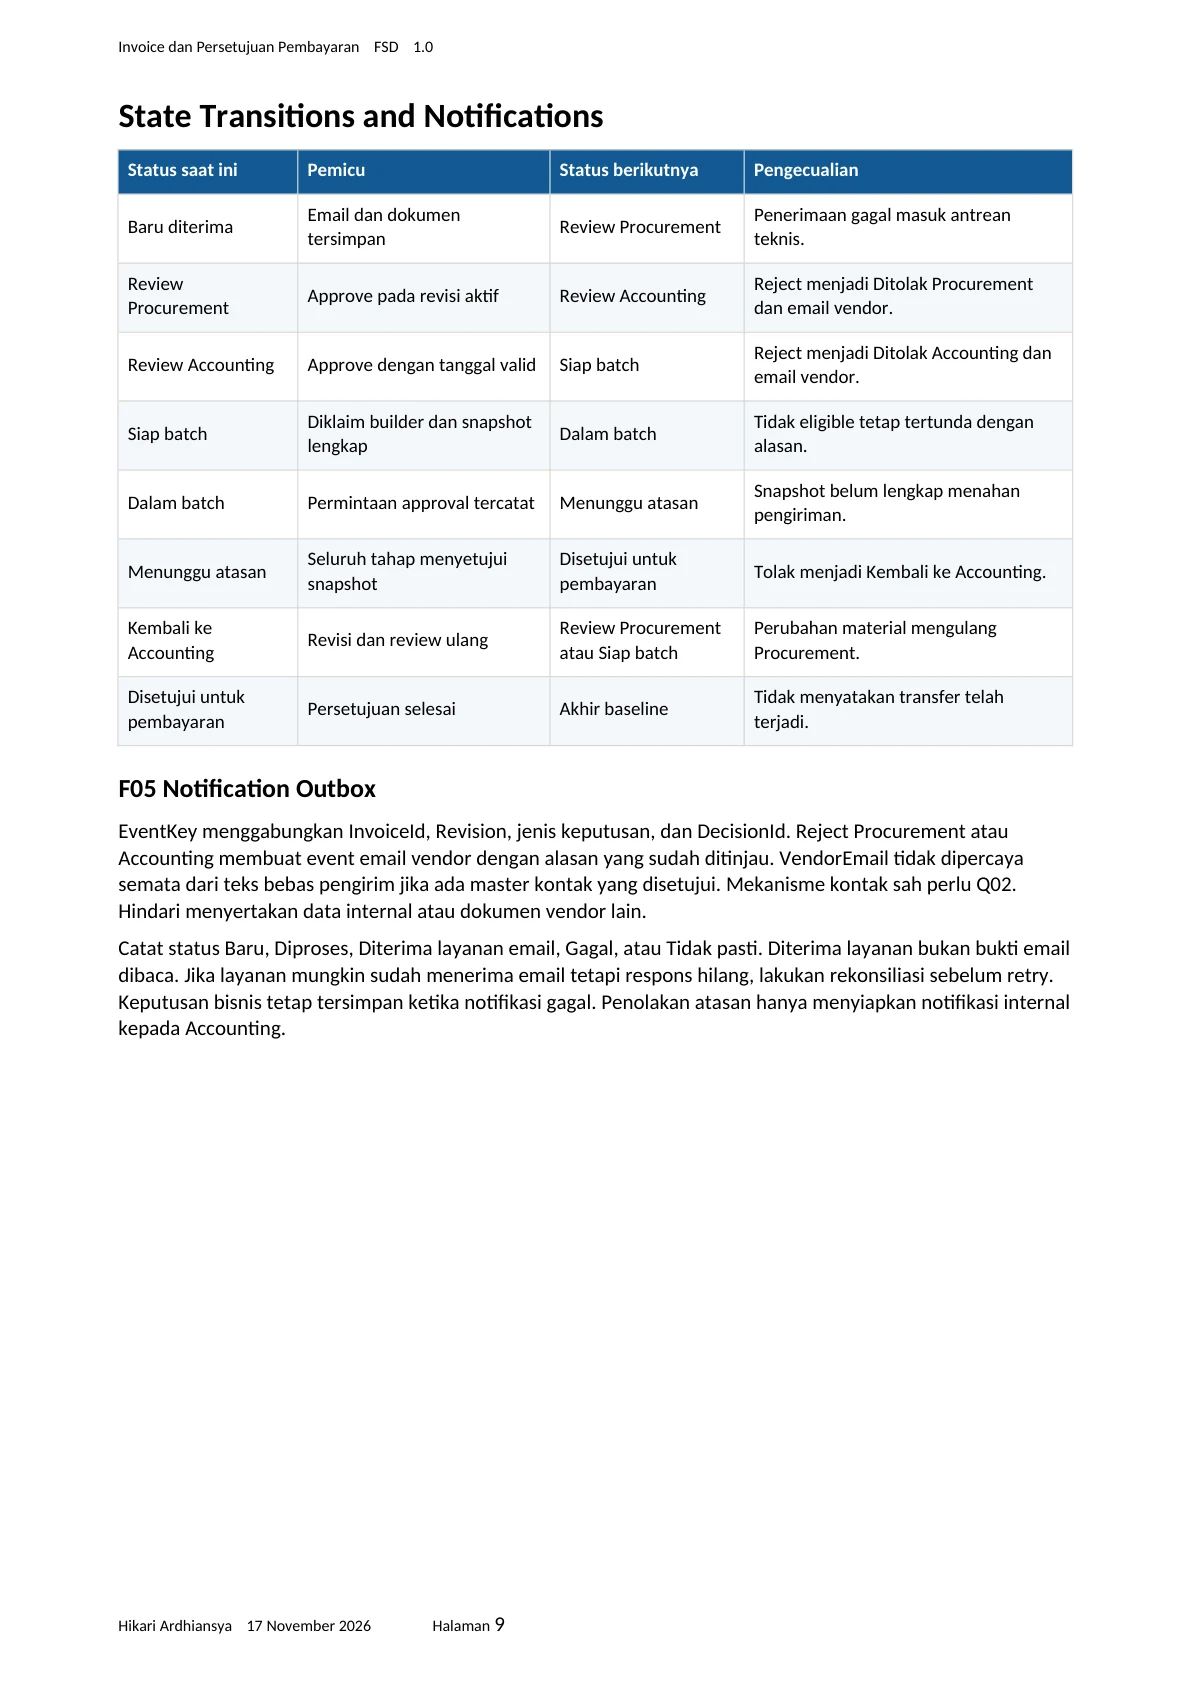 Invoice dan Persetujuan Pembayaran FSD 1.0
State Transitions and Notifications
Status saat ini Pemicu Status berikutnya Pengecualian
Baru diterima Email dan dokumen tersimpan Review Procurement Penerimaan gagal masuk antrean teknis.
Review Procurement Approve pada revisi aktif Review Accounting Reject menjadi Ditolak Procurement dan email vendor.
Review Accounting Approve dengan tanggal valid Siap batch Reject menjadi Ditolak Accounting dan email vendor.
Siap batch Diklaim builder dan snapshot lengkap Dalam batch Tidak eligible tetap tertunda dengan alasan.
Dalam batch Permintaan approval tercatat Menunggu atasan Snapshot belum lengkap menahan pengiriman.
Menunggu atasan Seluruh tahap menyetujui snapshot Disetujui untuk pembayaran Tolak menjadi Kembali ke Accounting.
Kembali ke Accounting Revisi dan review ulang Review Procurement atau Siap batch Perubahan material mengulang Procurement.
Disetujui untuk pembayaran Persetujuan selesai Akhir baseline Tidak menyatakan transfer telah terjadi.
F05 Notification Outbox
EventKey menggabungkan InvoiceId, Revision, jenis keputusan, dan DecisionId. Reject Procurement atau
Accounting membuat event email vendor dengan alasan yang sudah ditinjau. VendorEmail tidak dipercaya
semata dari teks bebas pengirim jika ada master kontak yang disetujui. Mekanisme kontak sah perlu Q02.
Hindari menyertakan data internal atau dokumen vendor lain.
Catat status Baru, Diproses, Diterima layanan email, Gagal, atau Tidak pasti. Diterima layanan bukan bukti email
dibaca. Jika layanan mungkin sudah menerima email tetapi respons hilang, lakukan rekonsiliasi sebelum retry.
Keputusan bisnis tetap tersimpan ketika notifikasi gagal. Penolakan atasan hanya menyiapkan notifikasi internal
kepada Accounting.
Hikari Ardhiansya 17 November 2026 Halaman 9